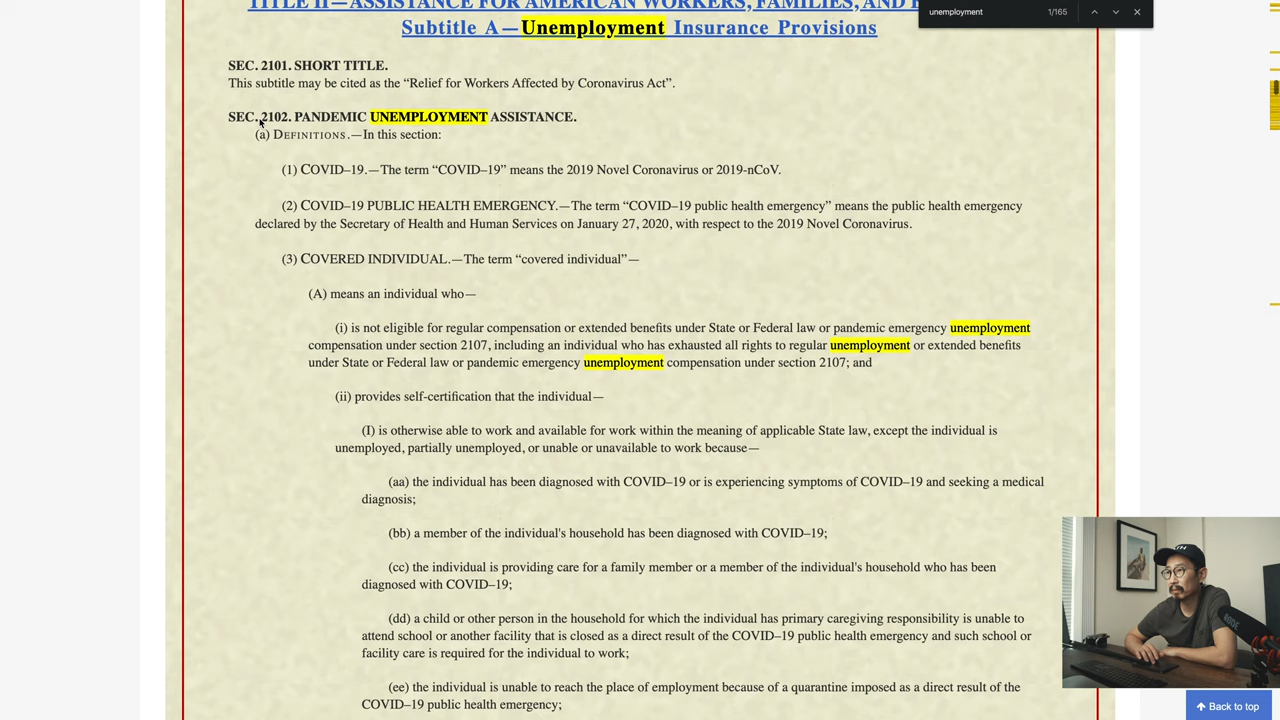 TITLE II—ASSISTANCE FOR AMERICAN WORKERS, FAMILIES, AND
Subtitle A—Unemployment Insurance Provisions
unemployment 1/165
SEC. 2101. SHORT TITLE.
This subtitle may be cited as the “Relief for Workers Affected by Coronavirus Act”.
SEC. 2102. PANDEMIC UNEMPLOYMENT ASSISTANCE.
(a) DEFINITIONS.—In this section:
(1) COVID–19.—The term “COVID–19” means the 2019 Novel Coronavirus or 2019-nCoV.
(2) COVID–19 PUBLIC HEALTH EMERGENCY.—The term “COVID–19 public health emergency” means the public health emergency
declared by the Secretary of Health and Human Services on January 27, 2020, with respect to the 2019 Novel Coronavirus.
(3) COVERED INDIVIDUAL.—The term “covered individual”—
(A) means an individual who—
(i) is not eligible for regular compensation or extended benefits under State or Federal law or pandemic emergency unemployment
compensation under section 2107, including an individual who has exhausted all rights to regular unemployment or extended benefits
under State or Federal law or pandemic emergency unemployment compensation under section 2107; and
(ii) provides self-certification that the individual—
(I) is otherwise able to work and available for work within the meaning of applicable State law, except the individual is
unemployed, partially unemployed, or unable or unavailable to work because—
(aa) the individual has been diagnosed with COVID–19 or is experiencing symptoms of COVID–19 and seeking a medical
diagnosis;
(bb) a member of the individual's household has been diagnosed with COVID–19;
(cc) the individual is providing care for a family member or a member of the individual's household who has been
diagnosed with COVID–19;
(dd) a child or other person in the household for which the individual has primary caregiving responsibility is unable to
attend school or another facility that is closed as a direct result of the COVID–19 public health emergency and such school or
facility care is required for the individual to work;
(ee) the individual is unable to reach the place of employment because of a quarantine imposed as a direct result of the
COVID–19 public health emergency;
RODE
Back to top